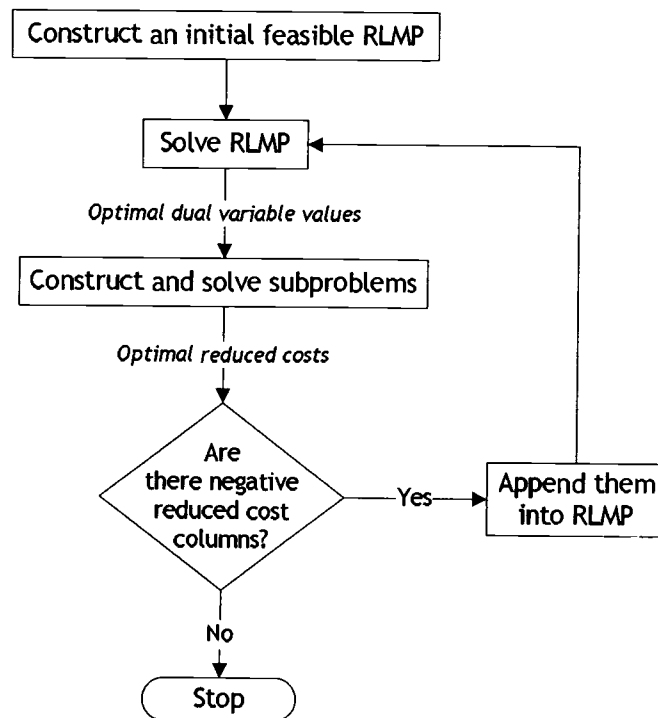 Construct an initial feasible RLMP
Solve RLMP
Optimal dual variable values
Construct and solve subproblems
Optimal reduced costs
Are
there negative
reduced cost
columns?
Yes
Append them
into RLMP
No
Stop